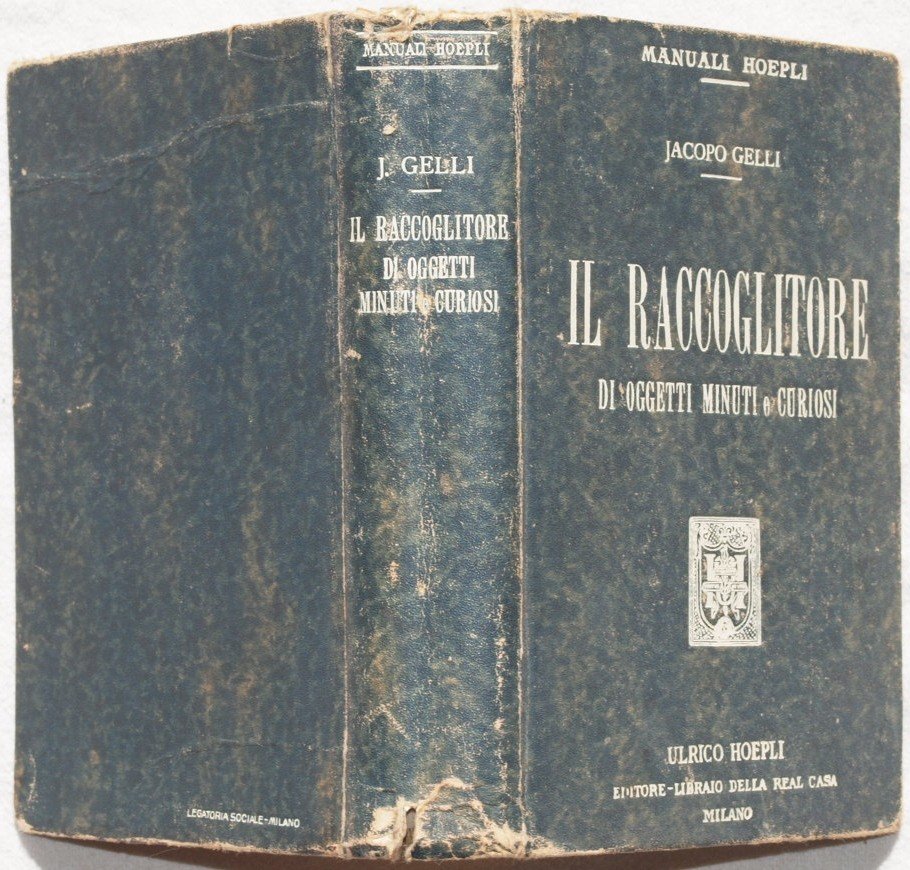 LEGATORIA SOCIALE-MILANO
MANUALI HOEPLI
J. GELLI
IL RACCOGLITORE
DI OGGETTI
MINUTI e CURIOSI
MANUALI HOEPLI
JACOPO GELLI
IL RACCOGLITORE
DI OGGETTI MINUTI e CURIOSI
ULRICO HOEPLI
EDITORE-LIBRAIO DELLA REAL CASA
MILANO